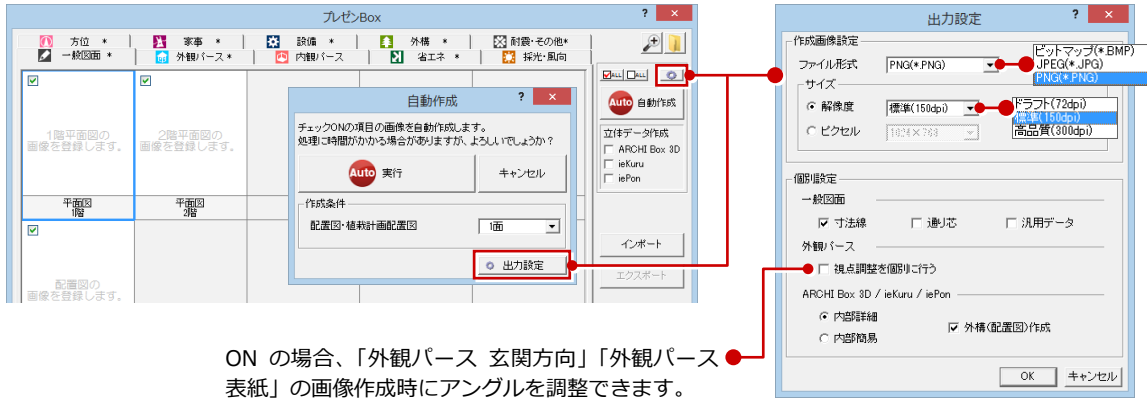 プレゼンBox
? ×
方位 *
家事 *
設備 *
外構 *
耐震・その他*
一般図面 *
外観パース *
内観パース
省エネ *
採光・風向
1階平面図の
画像を登録します。
2階平面図の
画像を登録します。
平面図
1階
平面図
2階
配置図の
画像を登録します。
ALL
ALL
Auto 自動作成
立体データ作成
ARCHI Box 3D
ieKuru
iePon
インポート
エクスポート
自動作成
? ×
チェックONの項目の画像を自動作成します。
処理に時間がかかる場合がありますが、よろしいでしょうか？
Auto 実行
キャンセル
作成条件
配置図・植栽計画配置図
1面
出力設定
出力設定
? ×
作成画像設定
ファイル形式
PNG(*.PNG)
ビットマップ(*.BMP)
JPEG(*.JPG)
PNG(*.PNG)
サイズ
解像度
標準(150dpi)
ドラフト(72dpi)
標準(150dpi)
高品質(300dpi)
ピクセル
1024×768
個別設定
一般図面
寸法線
通り芯
汎用データ
外観パース
視点調整を個別に行う
ARCHI Box 3D / ieKuru / iePon
内部詳細
内部簡易
外構(配置図)作成
OK
キャンセル
ON の場合、「外観パース 玄関方向」「外観パース
表紙」の画像作成時にアングルを調整できます。